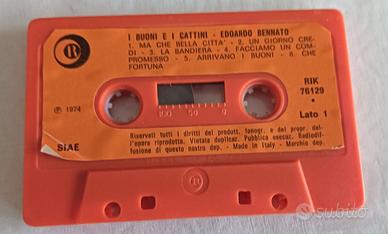 R
I BUONI E I CATTINI - EDOARDO BENNATO
1. MA CHE BELLA CITTA' - 2. UN GIORNO CRE-
DI - 3. LA BANDIERA - 4. FACCIAMO UN COM-
PROMESSO - 5. ARRIVANO I BUONI - 6. CHE
FORTUNA
RIK
76129
Ⓟ 1974
100 50 0
SIAE
Lato 1
Riservati tutti i diritti del produtt. fonogr. e del propr. del-
l'opera riprodotta. Vietate duplicaz. Pubblica esecuz. Radiodif-
fusione di questo nastro dep. - Made in Italy - Marchio dep.
R
subito